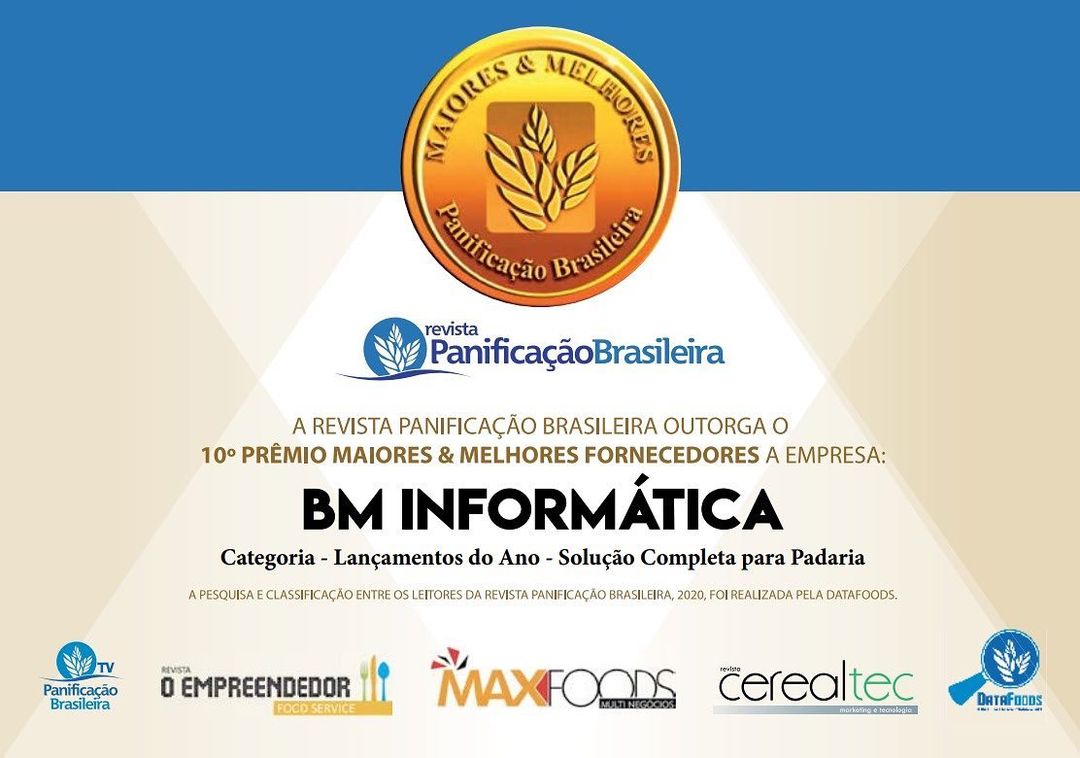 MAIORES & MELHORES
Panificação Brasileira
revista
PanificaçãoBrasileira
A REVISTA PANIFICAÇÃO BRASILEIRA OUTORGA O
10º PRÊMIO MAIORES & MELHORES FORNECEDORES A EMPRESA:
BM INFORMÁTICA
Categoria - Lançamentos do Ano - Solução Completa para Padaria
A PESQUISA E CLASSIFICAÇÃO ENTRE OS LEITORES DA REVISTA PANIFICAÇÃO BRASILEIRA, 2020, FOI REALIZADA PELA DATAFOODS.
TV
Panificação
Brasileira
REVISTA
O EMPREENDEDOR
FOOD SERVICE
MAXFOODS
MULTI NEGÓCIOS
revista
cerealtec
marketing e tecnologia
DATAFOODS